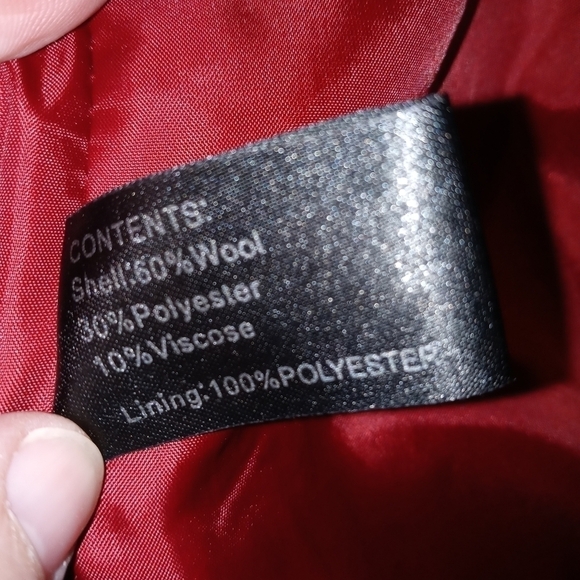 CONTENTS:
Shell:60%Wool
30%Polyester
10%Viscose
Lining:100%POLYESTER